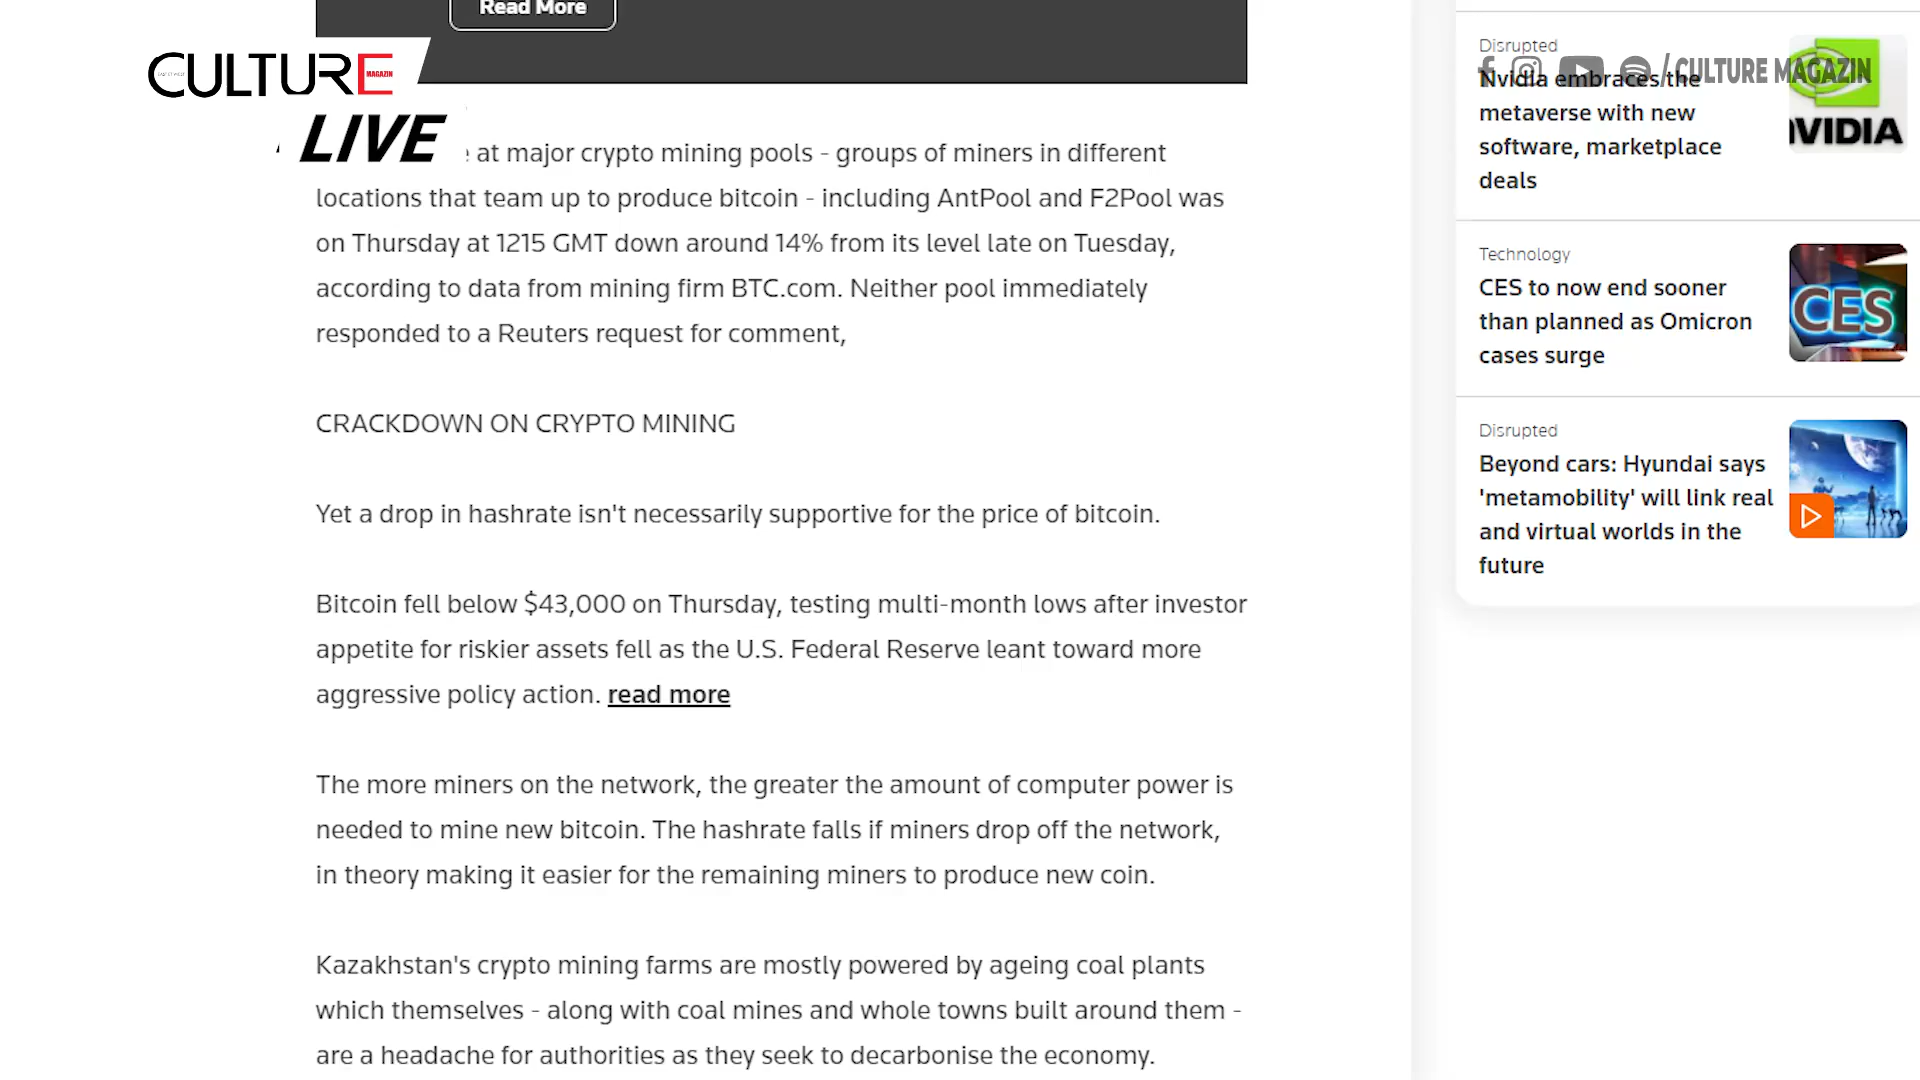 Read More
CULTURE
MAGAZIN
LIVE
at major crypto mining pools - groups of miners in different
locations that team up to produce bitcoin - including AntPool and F2Pool was
on Thursday at 1215 GMT down around 14% from its level late on Tuesday,
according to data from mining firm BTC.com. Neither pool immediately
responded to a Reuters request for comment,
CRACKDOWN ON CRYPTO MINING
Yet a drop in hashrate isn't necessarily supportive for the price of bitcoin.
Bitcoin fell below $43,000 on Thursday, testing multi-month lows after investor
appetite for riskier assets fell as the U.S. Federal Reserve leant toward more
aggressive policy action. read more
The more miners on the network, the greater the amount of computer power is
needed to mine new bitcoin. The hashrate falls if miners drop off the network,
in theory making it easier for the remaining miners to produce new coin.
Kazakhstan's crypto mining farms are mostly powered by ageing coal plants
which themselves - along with coal mines and whole towns built around them -
are a headache for authorities as they seek to decarbonise the economy.
Disrupted
/CULTURE MAGAZIN
Nvidia embraces the
metaverse with new
software, marketplace
deals
NVIDIA
Technology
CES to now end sooner
than planned as Omicron
cases surge
CES
Disrupted
Beyond cars: Hyundai says
'metamobility' will link real
and virtual worlds in the
future